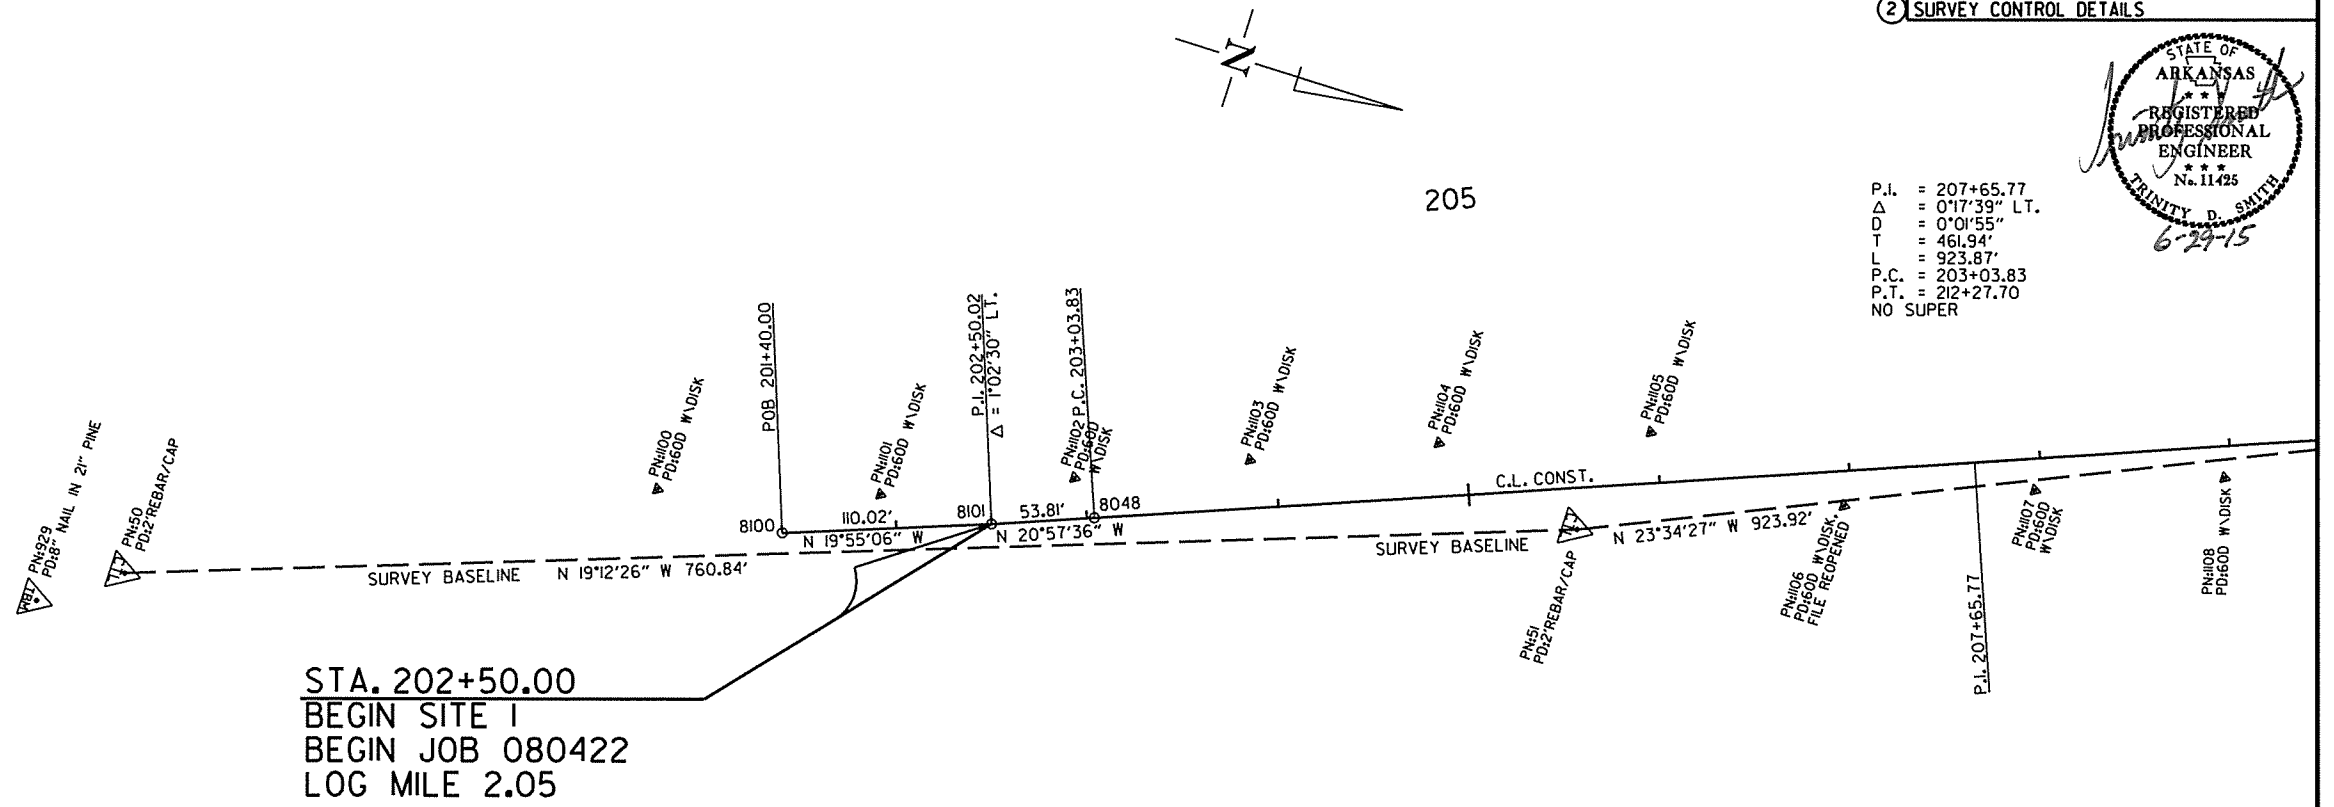 2 SURVEY CONTROL DETAILS
N
STATE OF
ARKANSAS
* * *
REGISTERED
PROFESSIONAL
ENGINEER
* * *
No. 11425
TRINITY D. SMITH
6-29-15
205
P.I. = 207+65.77
Δ = 0°17'39" LT.
D = 0°01'55"
T = 461.94'
L = 923.87'
P.C. = 203+03.83
P.T. = 212+27.70
NO SUPER
PN:929
PD:8" NAIL IN 21" PINE
TBM
PN:50
PD:2'REBAR/CAP
CTL
PN:1100
PD:60D W\DISK
POB 201+40.00
PN:1101
PD:60D W\DISK
P.I. 202+50.02
Δ = 1°02'30" LT.
P.C. 203+03.83
PN:1102
PD:60D
W\DISK
PN:1103
PD:60D W\DISK
PN:1104
PD:60D W\DISK
PN:1105
PD:60D W\DISK
8100
110.02'
8101
53.81'
8048
C.L. CONST.
N 19°55'06" W
N 20°57'36" W
SURVEY BASELINE N 19°12'26" W 760.84'
SURVEY BASELINE
CTL
N 23°34'27" W 923.92'
PN:51
PD:2'REBAR/CAP
PN:1106
PD:60D W\DISK,
FILE REOPENED
P.I. 207+65.77
PN:1107
PD:60D
W\DISK
PN:1108
PD:60D W\DISK
STA. 202+50.00
BEGIN SITE 1
BEGIN JOB 080422
LOG MILE 2.05